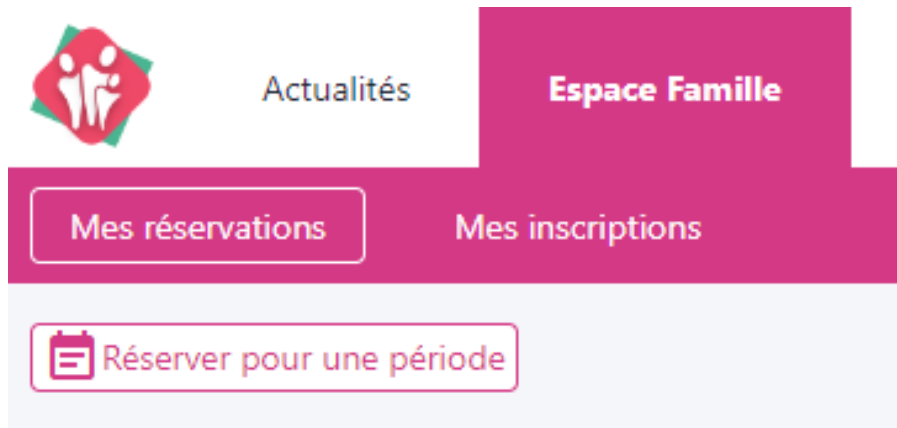 Actualités
Espace Famille
Mes réservations
Mes inscriptions
Réserver pour une période